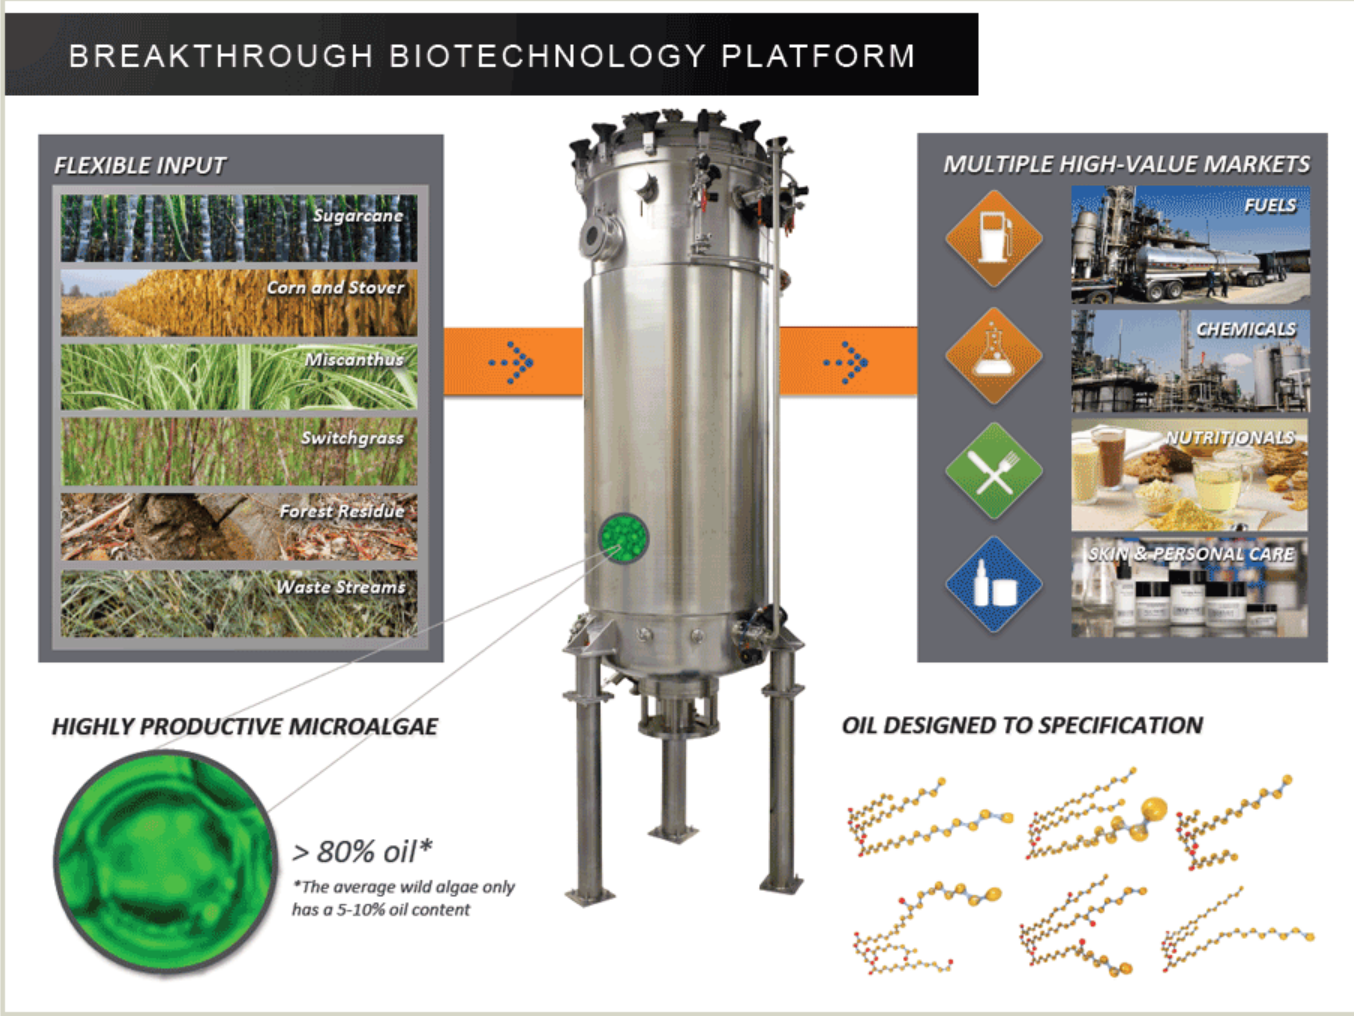 BREAKTHROUGH BIOTECHNOLOGY PLATFORM
FLEXIBLE INPUT
Sugarcane
Corn and Stover
Miscanthus
Switchgrass
Forest Residue
Waste Streams
MULTIPLE HIGH-VALUE MARKETS
FUELS
CHEMICALS
NUTRITIONALS
SKIN & PERSONAL CARE
HIGHLY PRODUCTIVE MICROALGAE
> 80% oil*
*The average wild algae only
has a 5-10% oil content
OIL DESIGNED TO SPECIFICATION